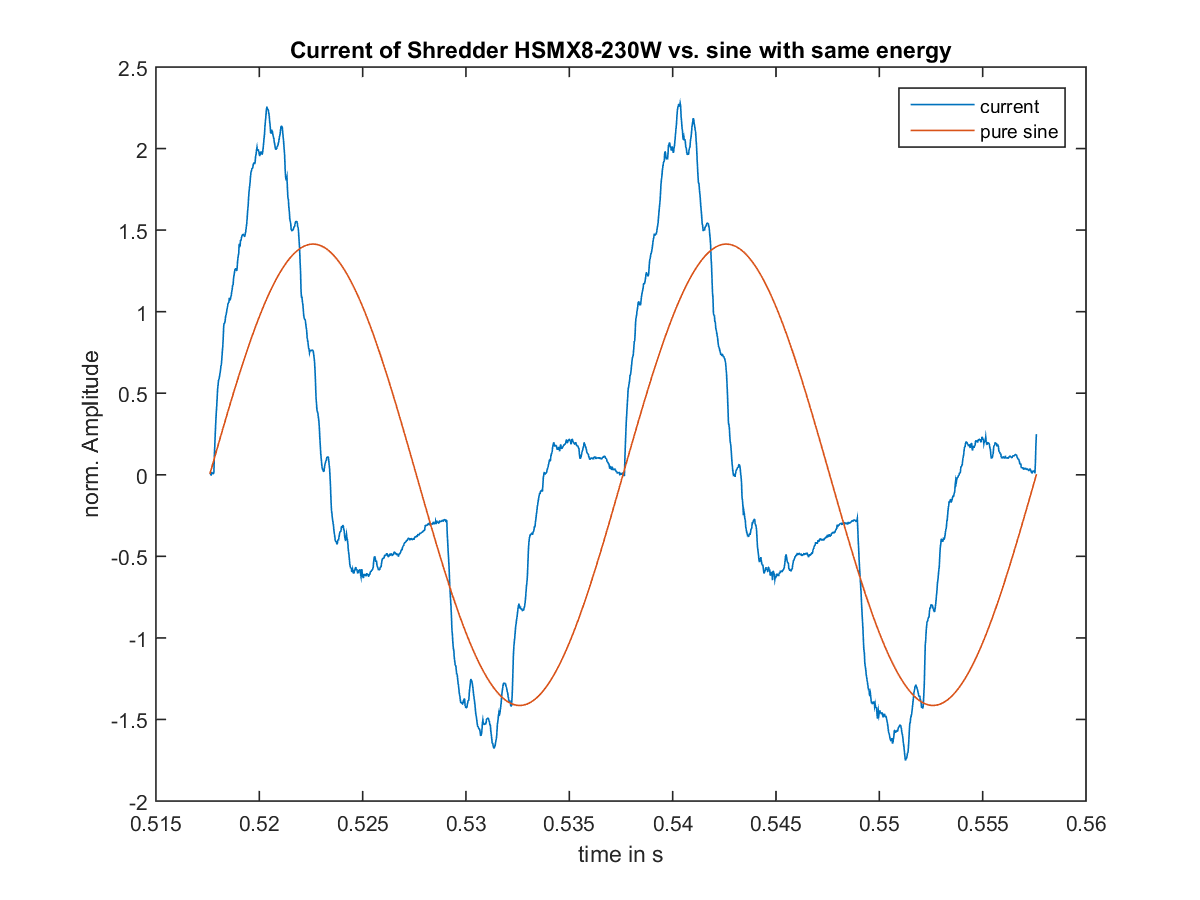 Current of Shredder HSMX8-230W vs. sine with same energy
2.5
2
1.5
1
0.5
0
-0.5
-1
-1.5
-2
norm. Amplitude
current
pure sine
0.515 0.52 0.525 0.53 0.535 0.54 0.545 0.55 0.555 0.56
time in s